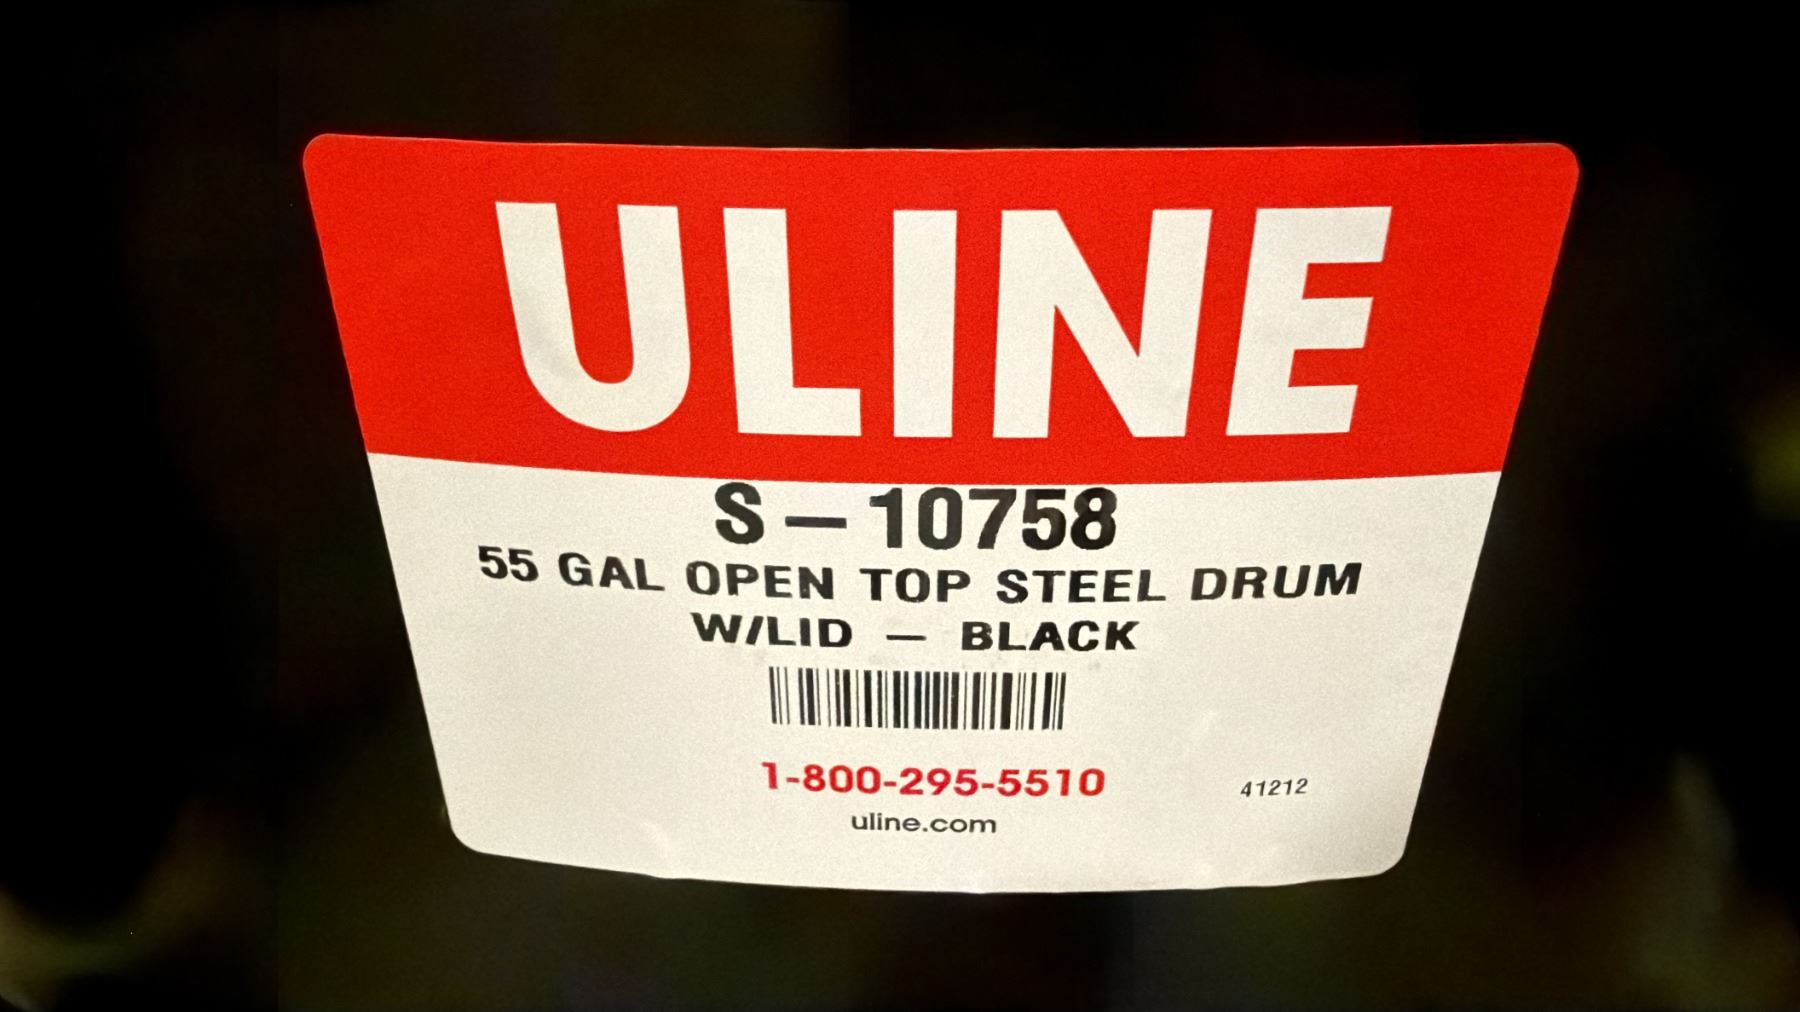 ULINE
S-10758
55 GAL OPEN TOP STEEL DRUM
W/LID - BLACK
1-800-295-5510
41212
uline.com